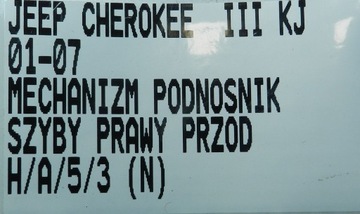 JEEP CHEROKEE III KJ
01-07
MECHANIZM PODNOSNIK
SZYBY PRAWY PRZOD
H/A/5/3 (N)